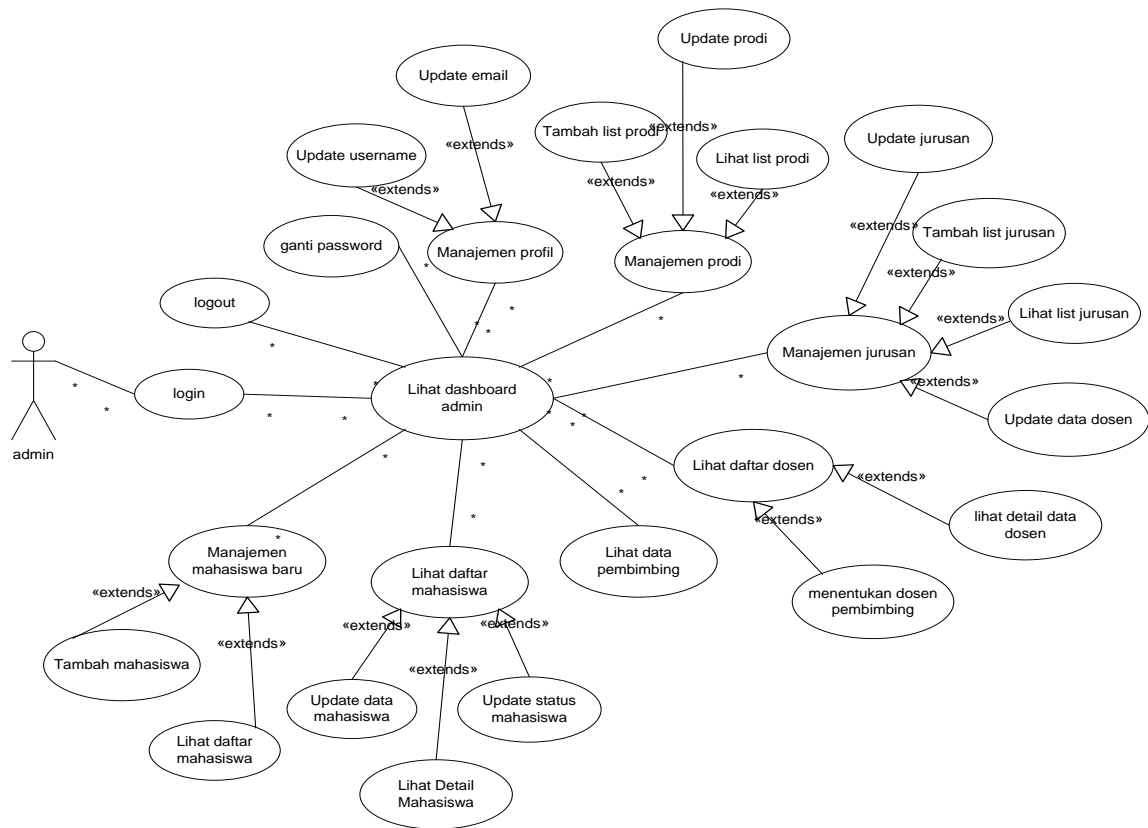 Update prodi
Update email
Tambah list prodi
«extends»
Update jurusan
«extends»
Update username
Lihat list prodi
«extends»
«extends»
«extends»
«extends»
Tambah list jurusan
ganti password
Manajemen profil
Manajemen prodi
«extends»
*
logout
*
*
Lihat list jurusan
«extends»
*
*
*
*
Manajemen jurusan
*
*
*
*
login
*
*
*
Lihat dashboard
admin
*
*
«extends»
Update data dosen
admin
*
*
*
*
*
*
*
*
*
Lihat daftar dosen
«extends»
*
*
«extends»
lihat detail data
dosen
*
Manajemen
mahasiswa baru
Lihat daftar
mahasiswa
Lihat data
pembimbing
«extends»
menentukan dosen
pembimbing
«extends»
«extends»
«extends»
«extends»
Tambah mahasiswa
Update data
mahasiswa
Update status
mahasiswa
Lihat daftar
mahasiswa
Lihat Detail
Mahasiswa